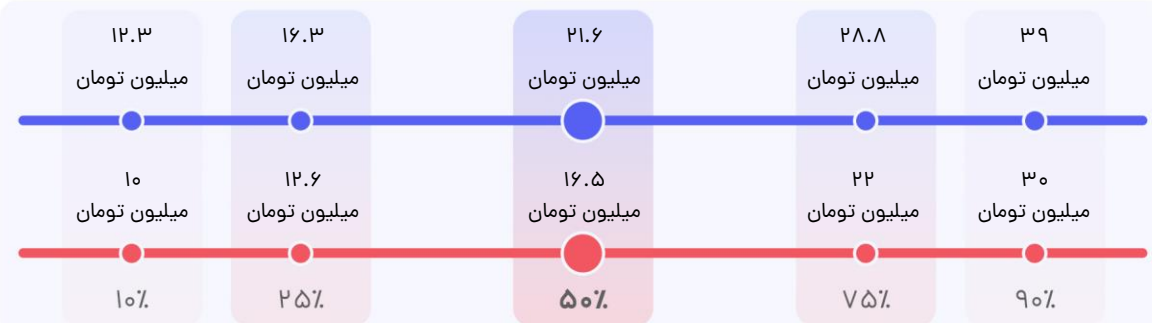 ۱۲.۳ ۱۶.۳ ۲۱.۶ ۲۸.۸ ۳۹
میلیون تومان میلیون تومان میلیون تومان میلیون تومان میلیون تومان
۱۰ ۱۲.۶ ۱۶.۵ ۲۲ ۳۰
میلیون تومان میلیون تومان میلیون تومان میلیون تومان میلیون تومان
۱۰٪ ۲۵٪ ۵۰٪ ۷۵٪ ۹۰٪